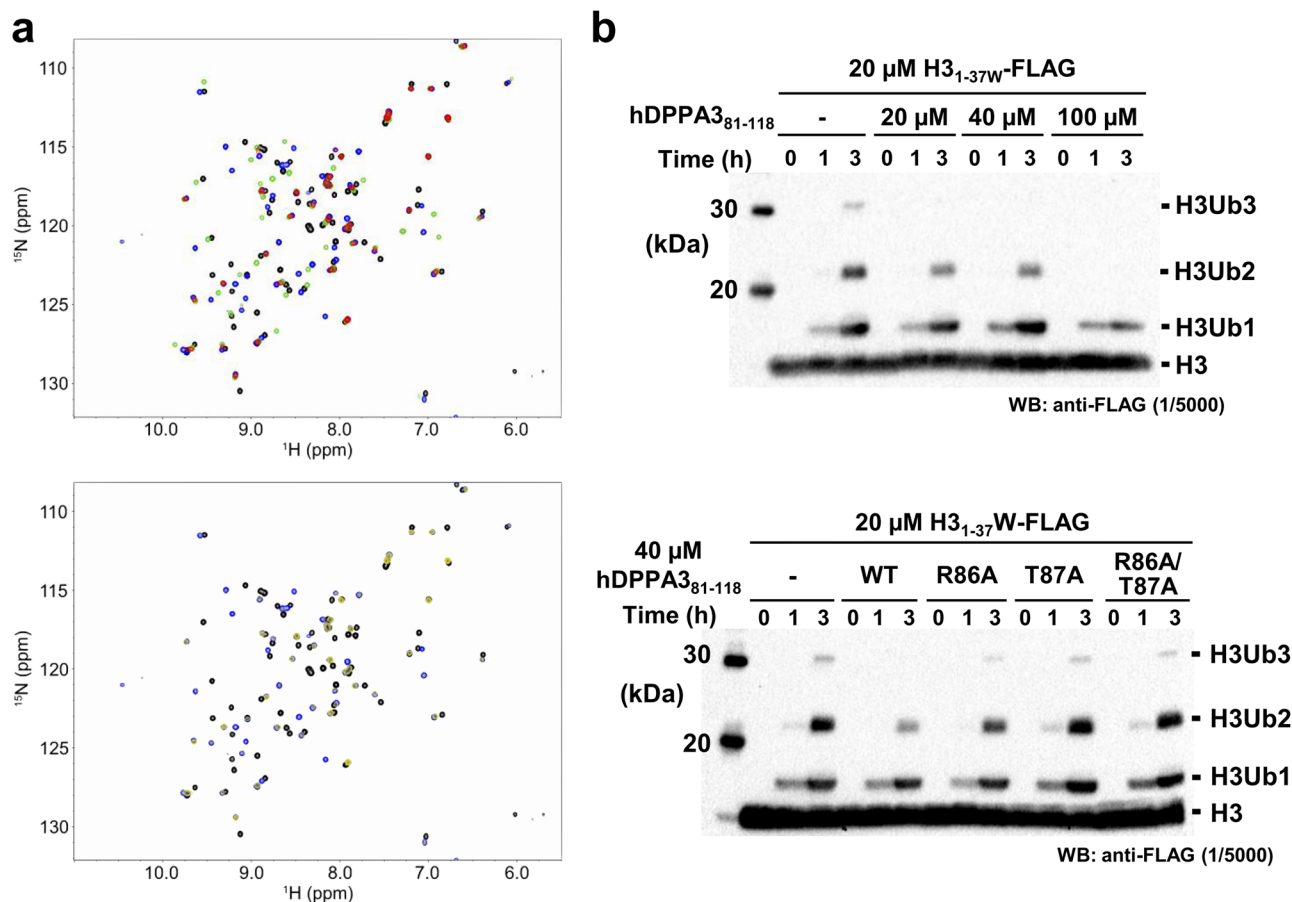 a
110
115
120
125
130
¹⁵N (ppm)
10.0 9.0 8.0 7.0 6.0
¹H (ppm)
110
115
120
125
130
¹⁵N (ppm)
10.0 9.0 8.0 7.0 6.0
¹H (ppm)
b
20 µM H3₁₋₃₇W-FLAG
hDPPA3₈₁₋₁₁₈ - 20 µM 40 µM 100 µM
Time (h) 0 1 3 0 1 3 0 1 3 0 1 3
30
(kDa)
20
H3Ub3
H3Ub2
H3Ub1
H3
WB: anti-FLAG (1/5000)
20 µM H3₁₋₃₇W-FLAG
40 µM
hDPPA3₈₁₋₁₁₈ - WT R86A T87A R86A/
T87A
Time (h) 0 1 3 0 1 3 0 1 3 0 1 3 0 1 3
30
(kDa)
20
H3Ub3
H3Ub2
H3Ub1
H3
WB: anti-FLAG (1/5000)